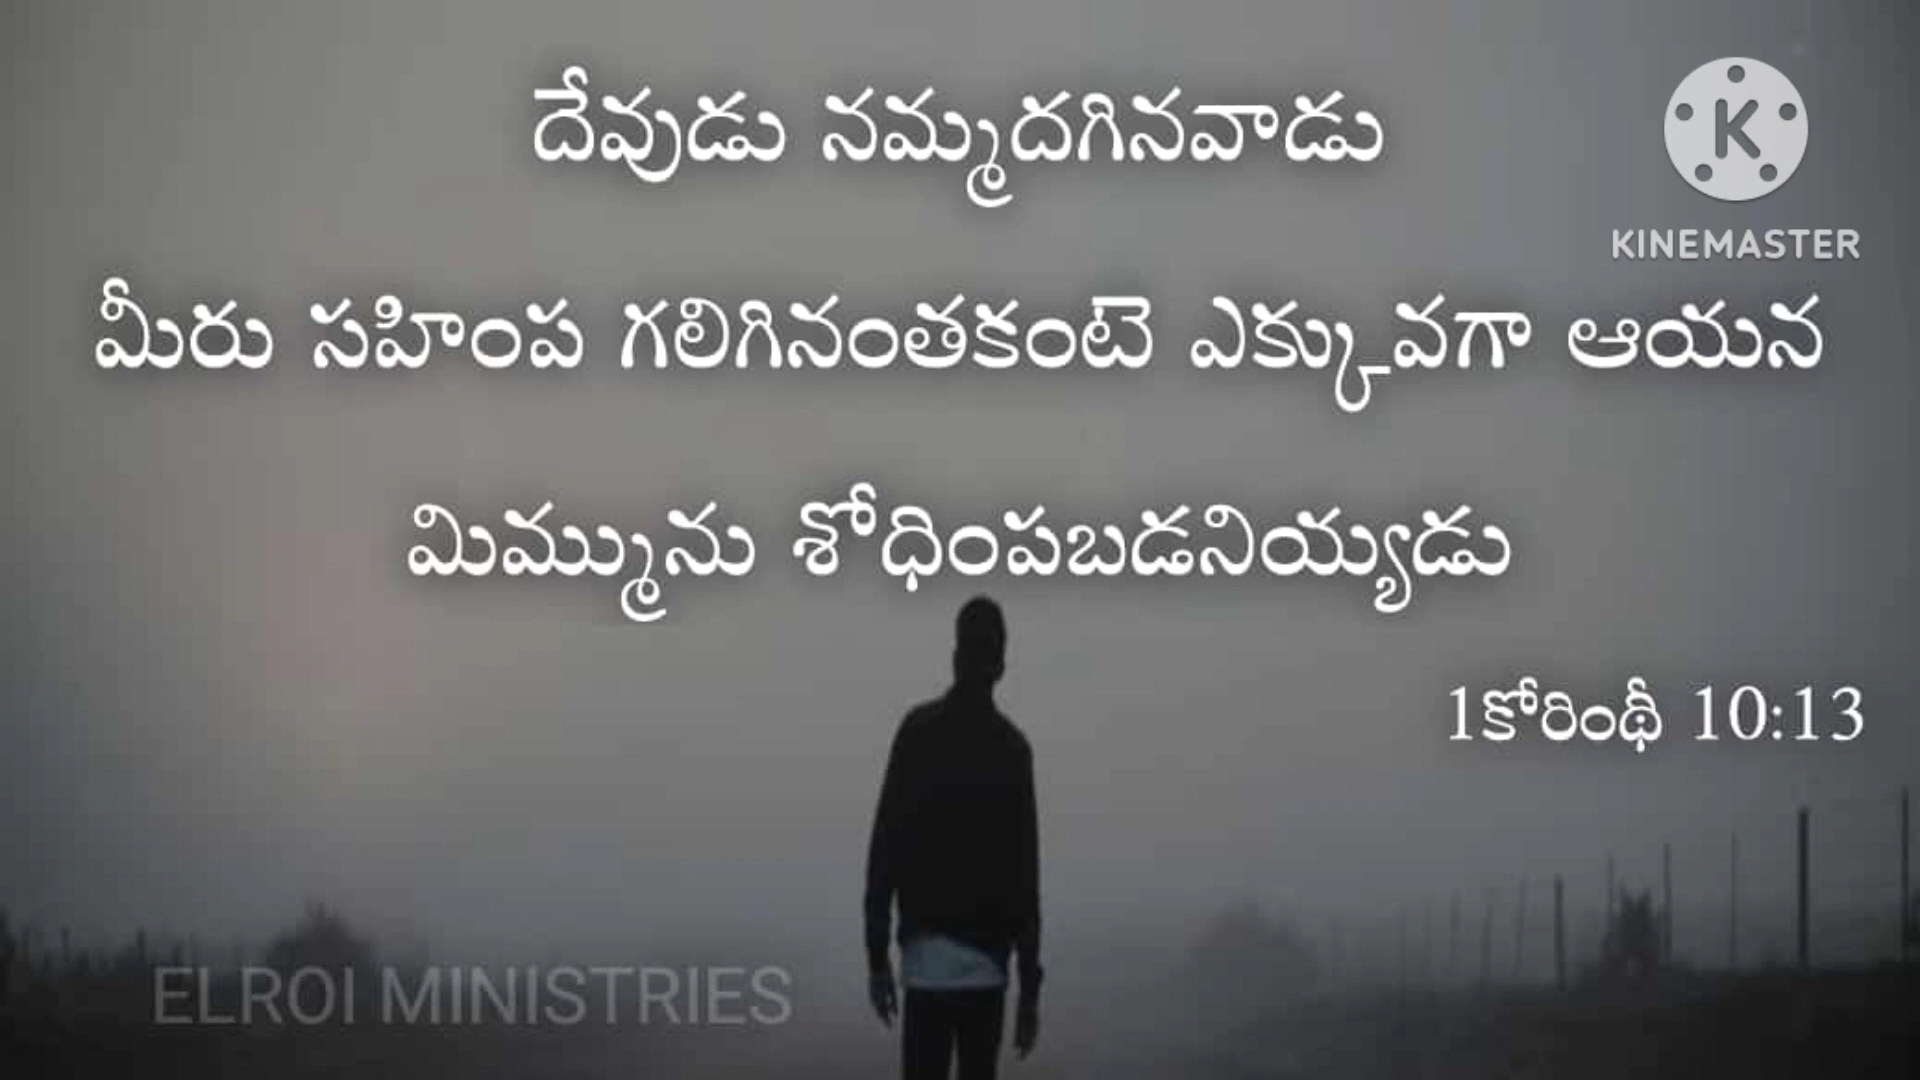 దేవుడు నమ్మదగినవాడు
మీరు సహింప గలిగినంతకంటె ఎక్కువగా ఆయన
మిమ్మును శోధింపబడనియ్యడు
1కోరింథీ 10:13
K
KINEMASTER
ELROI MINISTRIES